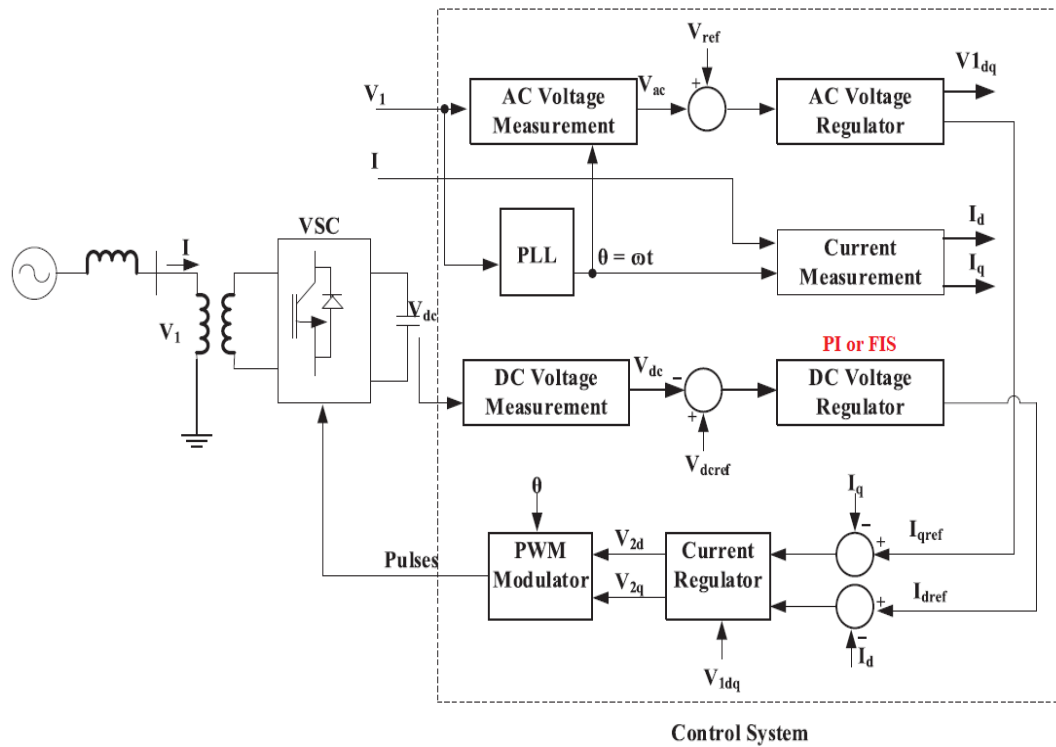 V_ref
V_1
AC Voltage
Measurement
V_ac
+
AC Voltage
Regulator
V1_dq
I
VSC
PLL
θ = ωt
Current
Measurement
I_d
I_q
I
V_1
V_dc
PI or FIS
DC Voltage
Measurement
V_dc
−
+
V_dcref
DC Voltage
Regulator
θ
Pulses
PWM
Modulator
V_2d
V_2q
Current
Regulator
V_1dq
I_q
−
+
I_qref
+
I_dref
−
I_d
Control System